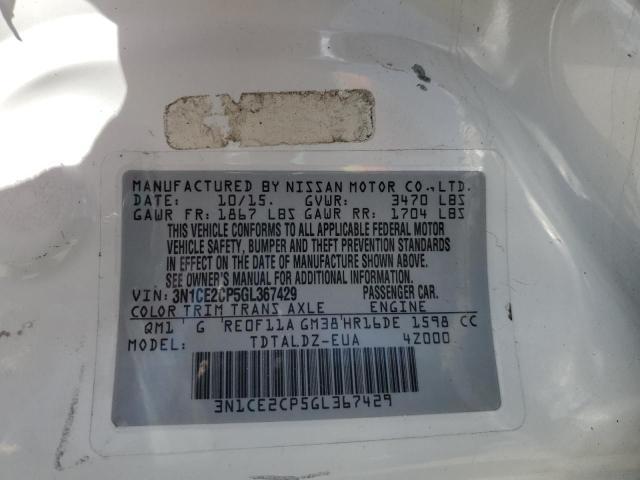 MANUFACTURED BY NISSAN MOTOR CO.,LTD.
DATE: 10/15. GVWR: 3470 LBS
GAWR FR: 1867 LBS GAWR RR: 1704 LBS
THIS VEHICLE CONFORMS TO ALL APPLICABLE FEDERAL MOTOR
VEHICLE SAFETY, BUMPER AND THEFT PREVENTION STANDARDS
IN EFFECT ON THE DATE OF MANUFACTURE SHOWN ABOVE.
SEE OWNER'S MANUAL FOR ADDITIONAL INFORMATION.
VIN: 3N1CE2CP5GL367429 PASSENGER CAR.
COLOR TRIM TRANS AXLE ENGINE
QM1 G RE0F11A GM38 HR16DE 1598 CC
MODEL: TDTALDZ-EUA 4Z000
3N1CE2CP5GL367429